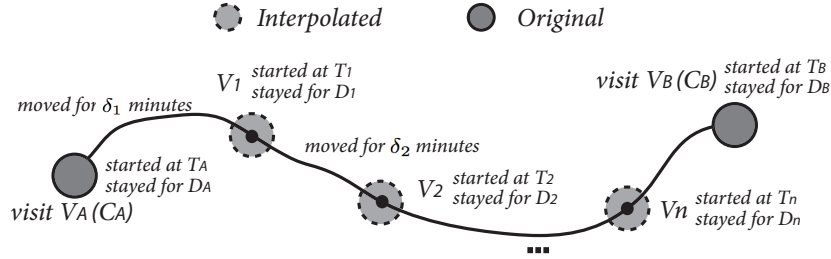 Interpolated
Original
V1 started at T1
stayed for D1
visit VB (CB) started at TB
stayed for DB
moved for δ1 minutes
moved for δ2 minutes
started at TA
stayed for DA
visit VA (CA)
V2 started at T2
stayed for D2
Vn started at Tn
stayed for Dn
...